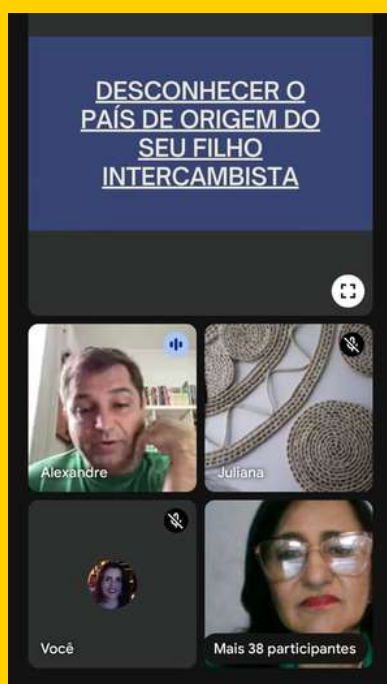 DESCONHECER O
PAÍS DE ORIGEM DO
SEU FILHO
INTERCAMBISTA
Alexandre
Juliana
Você
Mais 38 participantes